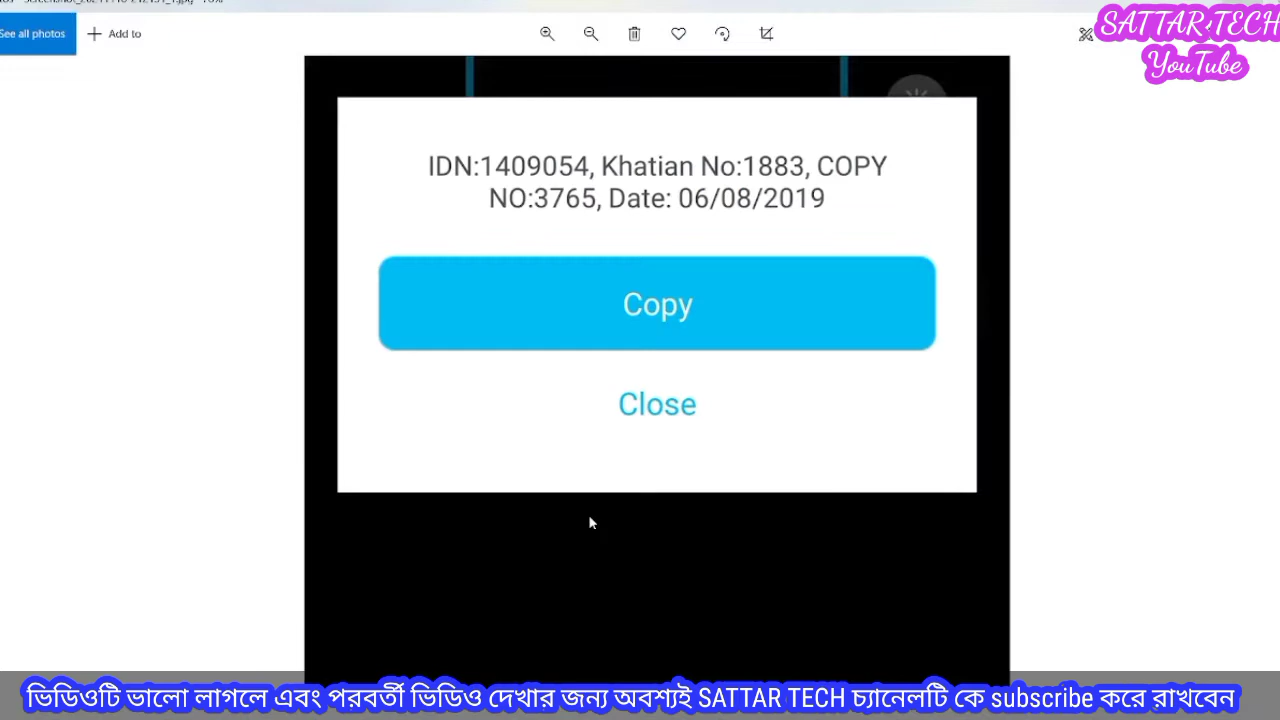 See all photos
Add to
SATTAR TECH
YouTube
IDN:1409054, Khatian No:1883, COPY
NO:3765, Date: 06/08/2019
Copy
Close
ভিডিওটি ভালো লাগলে এবং পরবর্তী ভিডিও দেখার জন্য অবশ্যই SATTAR TECH চ্যানেলটি কে subscribe করে রাখবেন